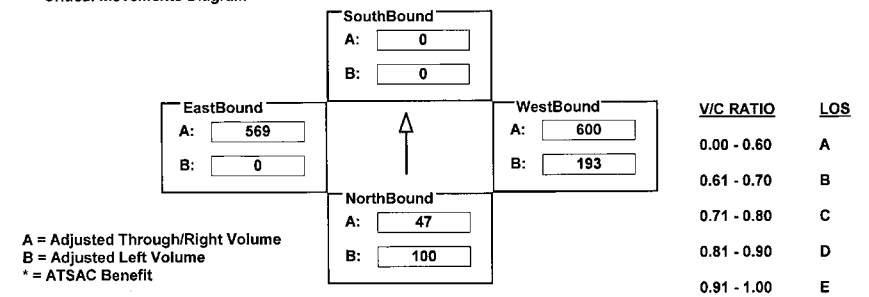 Critical Movements Diagram
SouthBound
A: 0
B: 0
EastBound
A: 569
B: 0
WestBound
A: 600
B: 193
NorthBound
A: 47
B: 100
A = Adjusted Through/Right Volume
B = Adjusted Left Volume
* = ATSAC Benefit
V/C RATIO LOS
0.00 - 0.60 A
0.61 - 0.70 B
0.71 - 0.80 C
0.81 - 0.90 D
0.91 - 1.00 E